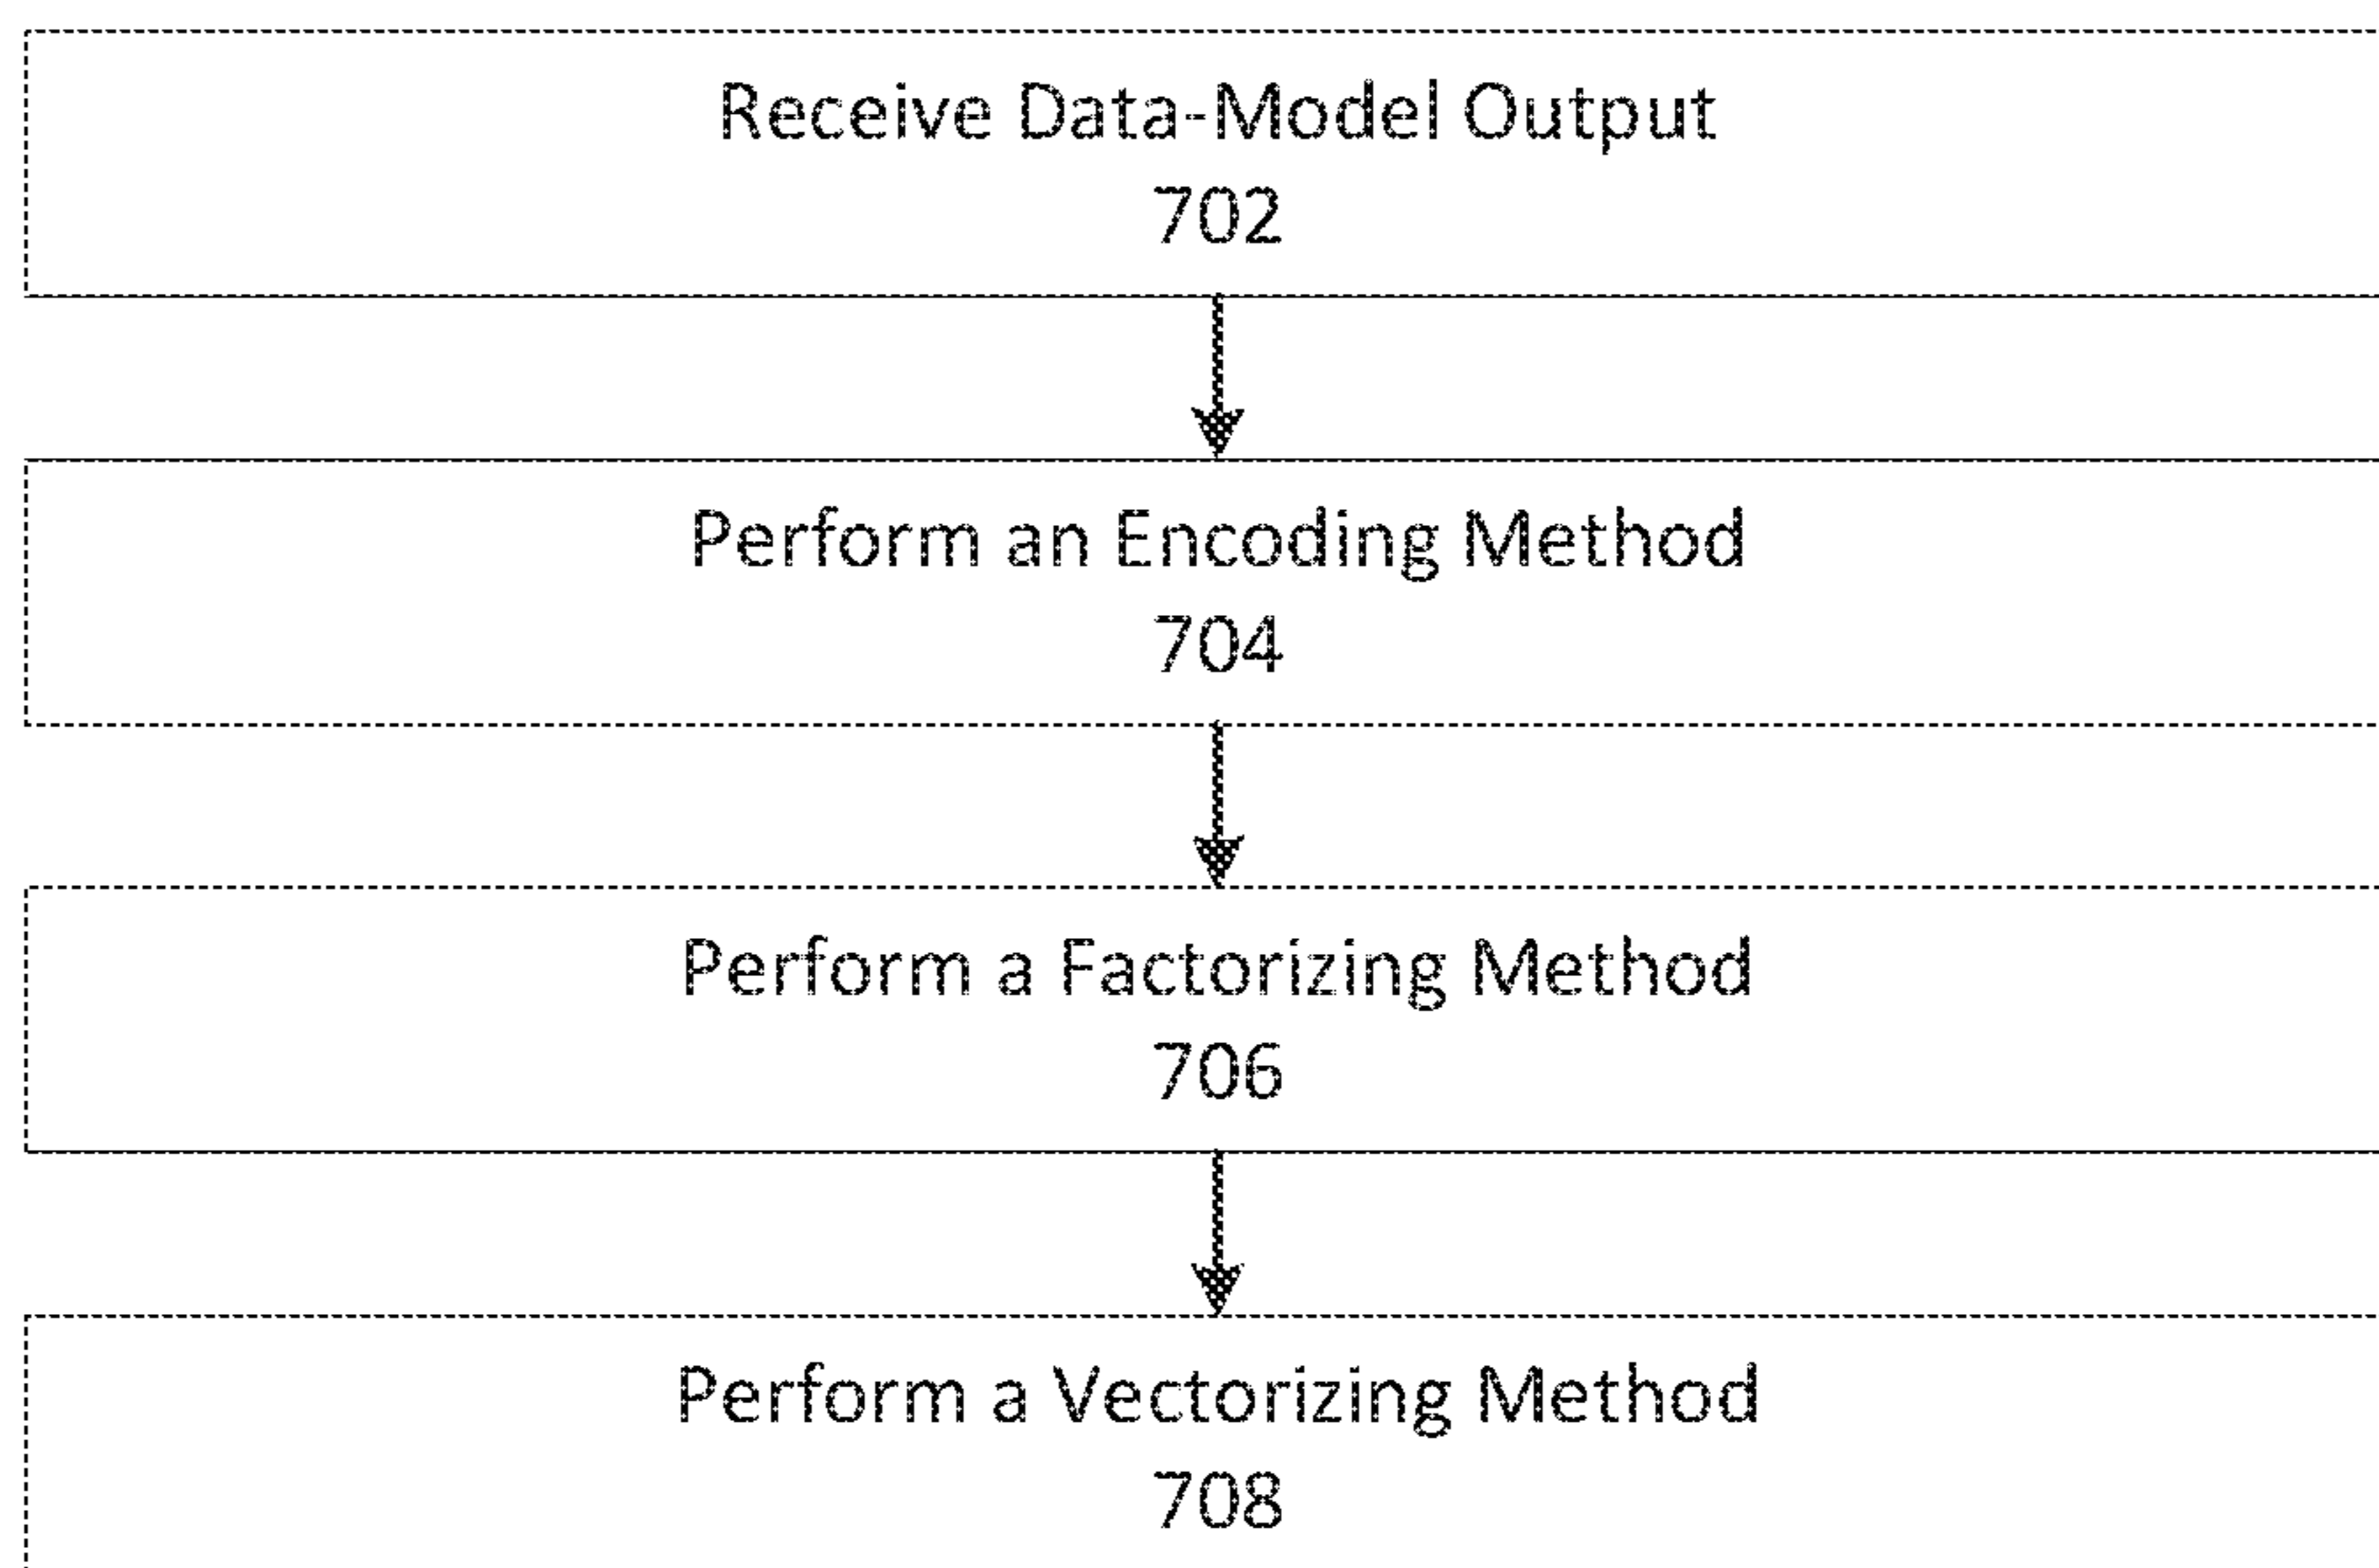 Receive Data-Model Output
702
Perform an Encoding Method
704
Perform a Factorizing Method
706
Perform a Vectorizing Method
708